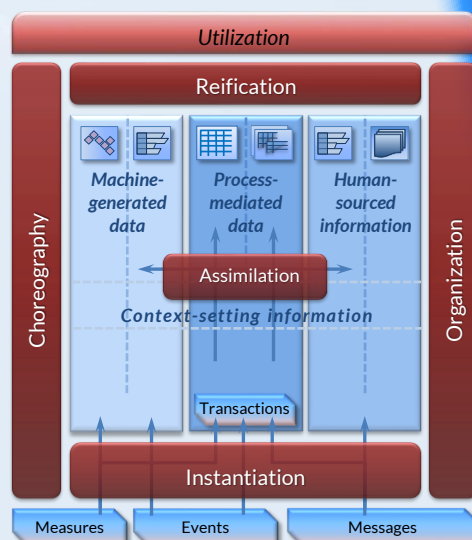 Utilization
Reification
Choreography
Organization
Machine-
generated
data
Process-
mediated
data
Human-
sourced
information
Assimilation
Context-setting information
Transactions
Instantiation
Measures
Events
Messages